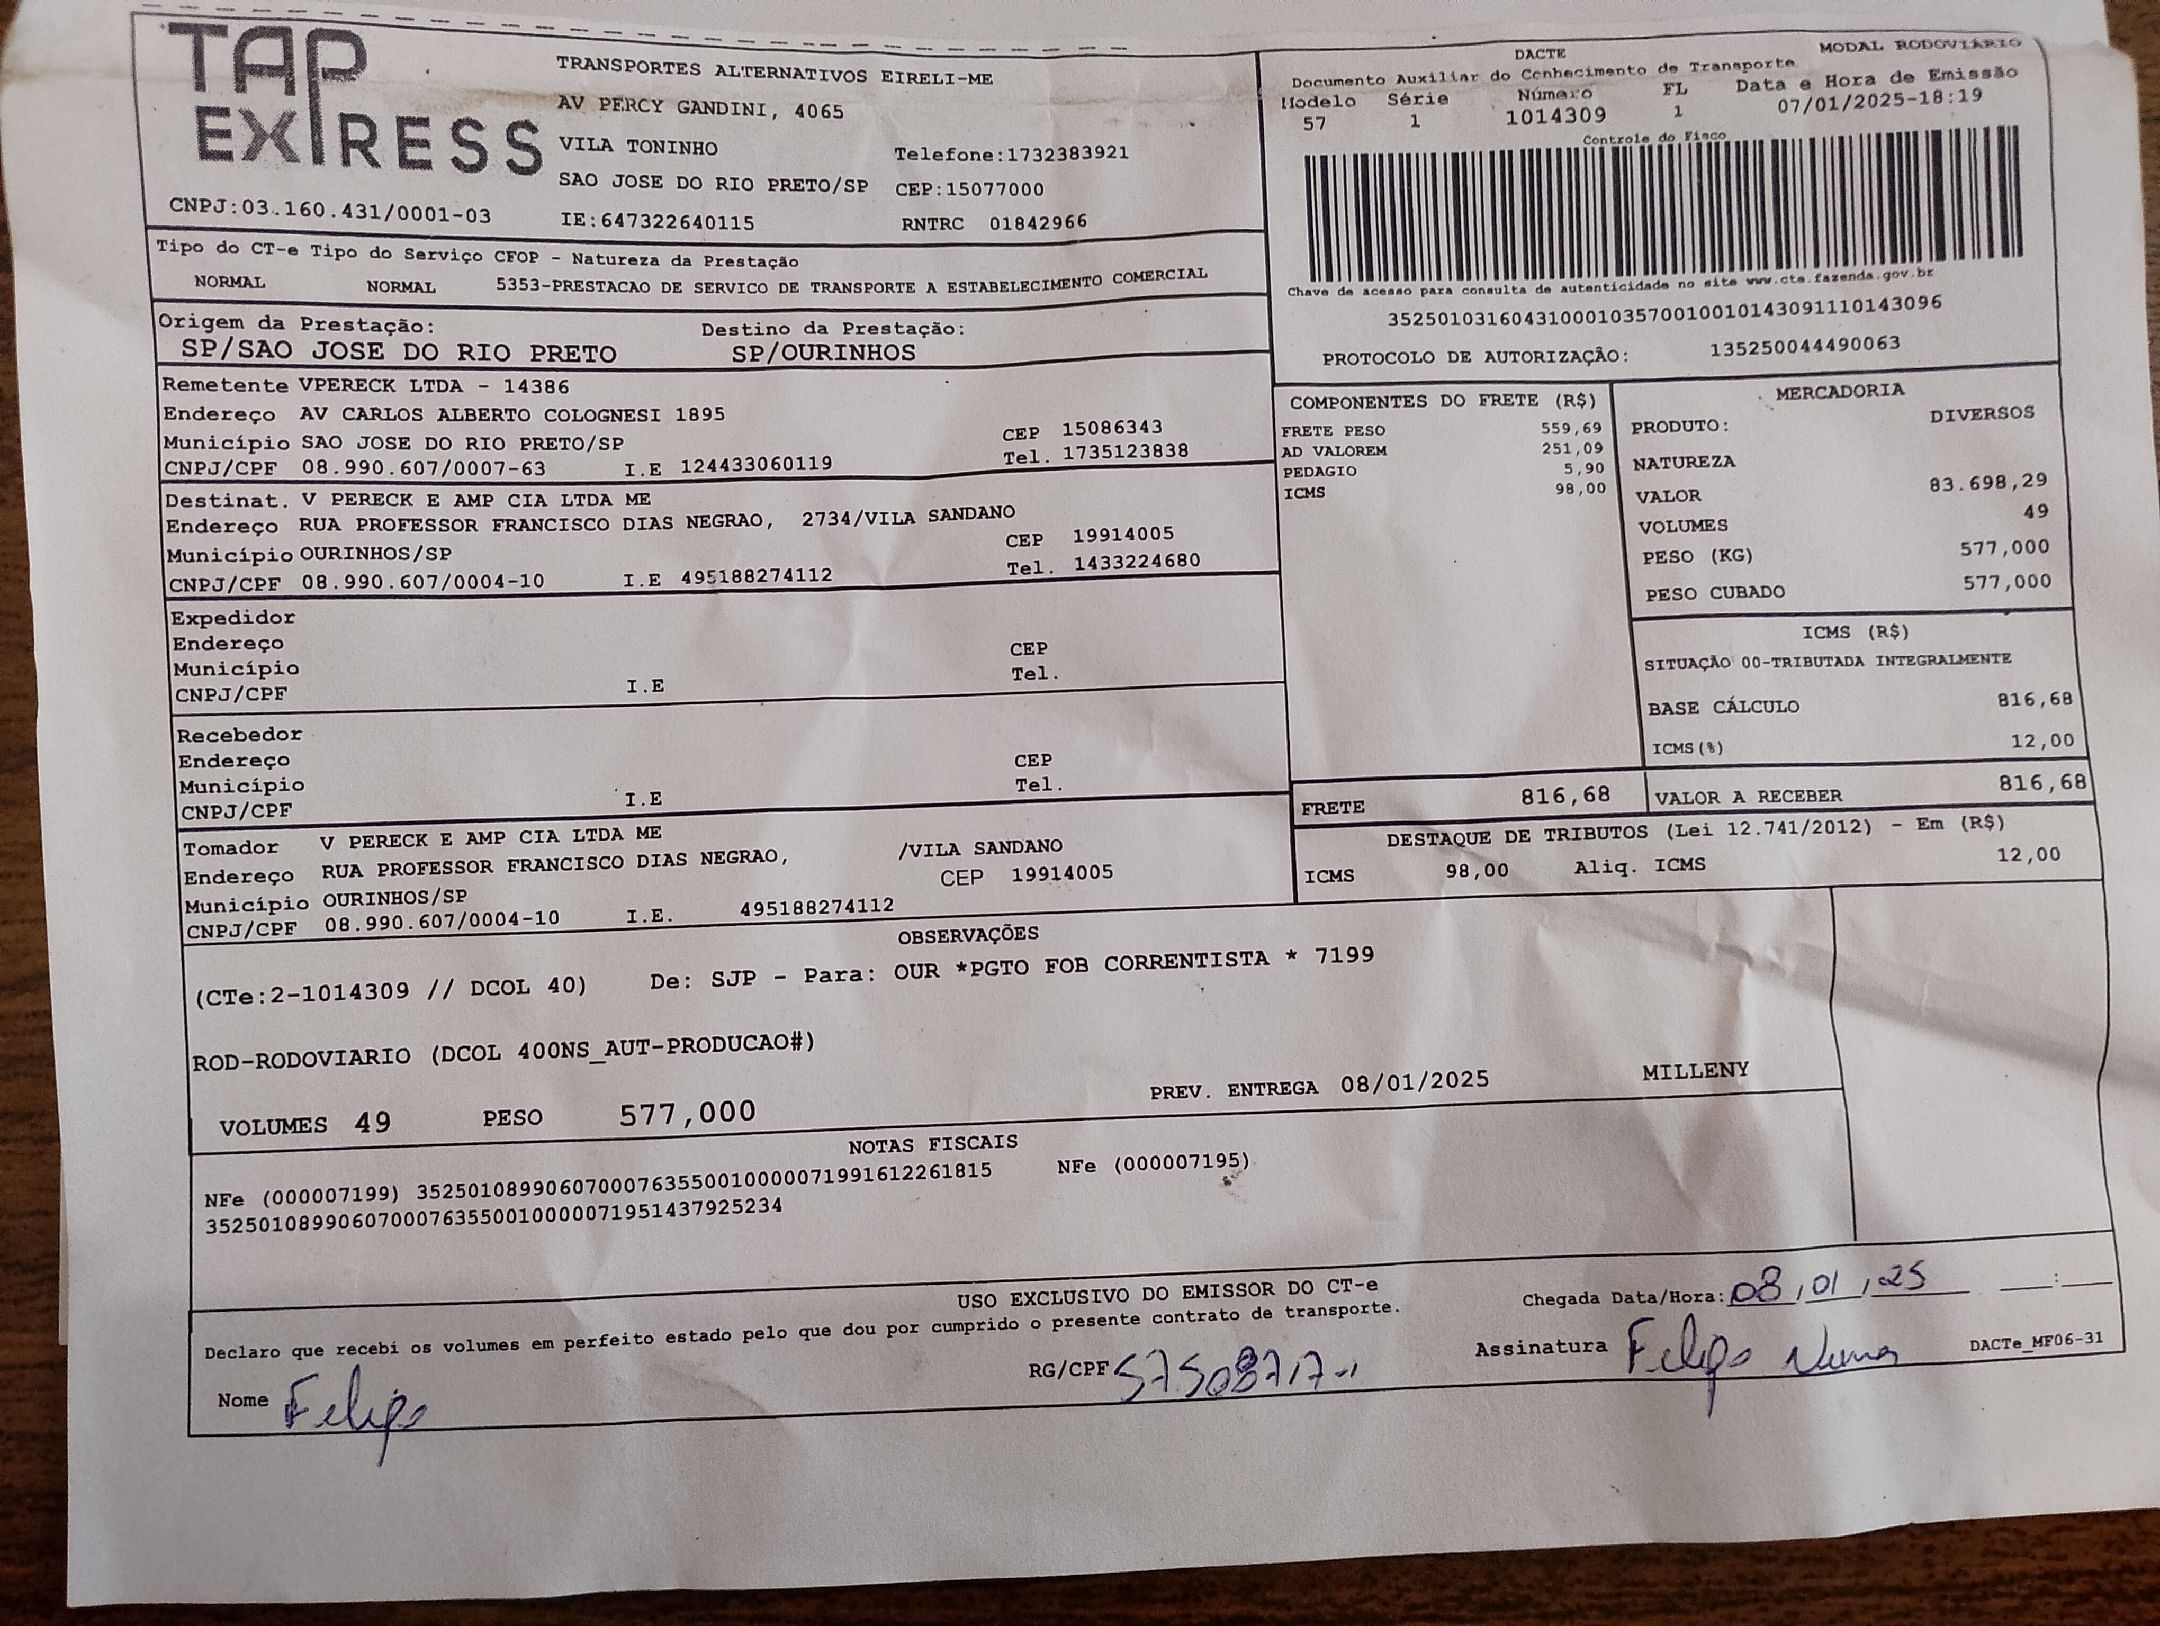 TAP EXPRESS
TRANSPORTES ALTERNATIVOS EIRELI-ME
AV PERCY GANDINI, 4065
VILA TONINHO Telefone:1732383921
SAO JOSE DO RIO PRETO/SP CEP:15077000
CNPJ:03.160.431/0001-03 IE:647322640115 RNTRC 01842966
DACTE MODAL RODOVIÁRIO
Documento Auxiliar do Conhecimento de Transporte
Modelo Série Número FL Data e Hora de Emissão
57 1 1014309 1 07/01/2025-18:19
Controle do Fisco
Chave de acesso para consulta de autenticidade no site www.cte.fazenda.gov.br
35250103160431000103570010010143091110143096
PROTOCOLO DE AUTORIZAÇÃO: 135250044490063
Tipo do CT-e Tipo do Serviço CFOP - Natureza da Prestação
NORMAL NORMAL 5353-PRESTACAO DE SERVICO DE TRANSPORTE A ESTABELECIMENTO COMERCIAL
Origem da Prestação: Destino da Prestação:
SP/SAO JOSE DO RIO PRETO SP/OURINHOS
Remetente VPERECK LTDA - 14386
Endereço AV CARLOS ALBERTO COLOGNESI 1895
Município SAO JOSE DO RIO PRETO/SP CEP 15086343
CNPJ/CPF 08.990.607/0007-63 I.E 124433060119 Tel. 1735123838
Destinat. V PERECK E AMP CIA LTDA ME
Endereço RUA PROFESSOR FRANCISCO DIAS NEGRAO, 2734/VILA SANDANO
Município OURINHOS/SP CEP 19914005
CNPJ/CPF 08.990.607/0004-10 I.E 495188274112 Tel. 1433224680
Expedidor
Endereço
Município CEP
CNPJ/CPF I.E Tel.
Recebedor
Endereço
Município CEP
CNPJ/CPF I.E Tel.
Tomador V PERECK E AMP CIA LTDA ME
Endereço RUA PROFESSOR FRANCISCO DIAS NEGRAO, /VILA SANDANO
Município OURINHOS/SP CEP 19914005
CNPJ/CPF 08.990.607/0004-10 I.E. 495188274112
COMPONENTES DO FRETE (R$)
FRETE PESO 559,69
AD VALOREM 251,09
PEDAGIO 5,90
ICMS 98,00
MERCADORIA
PRODUTO: DIVERSOS
NATUREZA
VALOR 83.698,29
VOLUMES 49
PESO (KG) 577,000
PESO CUBADO 577,000
ICMS (R$)
SITUAÇÃO 00-TRIBUTADA INTEGRALMENTE
BASE CÁLCULO 816,68
ICMS(%) 12,00
FRETE 816,68 VALOR A RECEBER 816,68
DESTAQUE DE TRIBUTOS (Lei 12.741/2012) - Em (R$)
ICMS 98,00 Aliq. ICMS 12,00
OBSERVAÇÕES
(CTe:2-1014309 // DCOL 40) De: SJP - Para: OUR *PGTO FOB CORRENTISTA * 7199
ROD-RODOVIARIO (DCOL 400NS_AUT-PRODUCAO#)
VOLUMES 49 PESO 577,000 PREV. ENTREGA 08/01/2025 MILLENY
NOTAS FISCAIS
NFe (000007199) 35250108990607000763550010000071991612261815 NFe (000007195)
35250108990607000763550010000071951437925234
USO EXCLUSIVO DO EMISSOR DO CT-e
Declaro que recebi os volumes em perfeito estado pelo que dou por cumprido o presente contrato de transporte.
Chegada Data/Hora: 08/01/25 __:__
Nome Felipe RG/CPF Assinatura Felipe Nunes DACTe_MF06-31